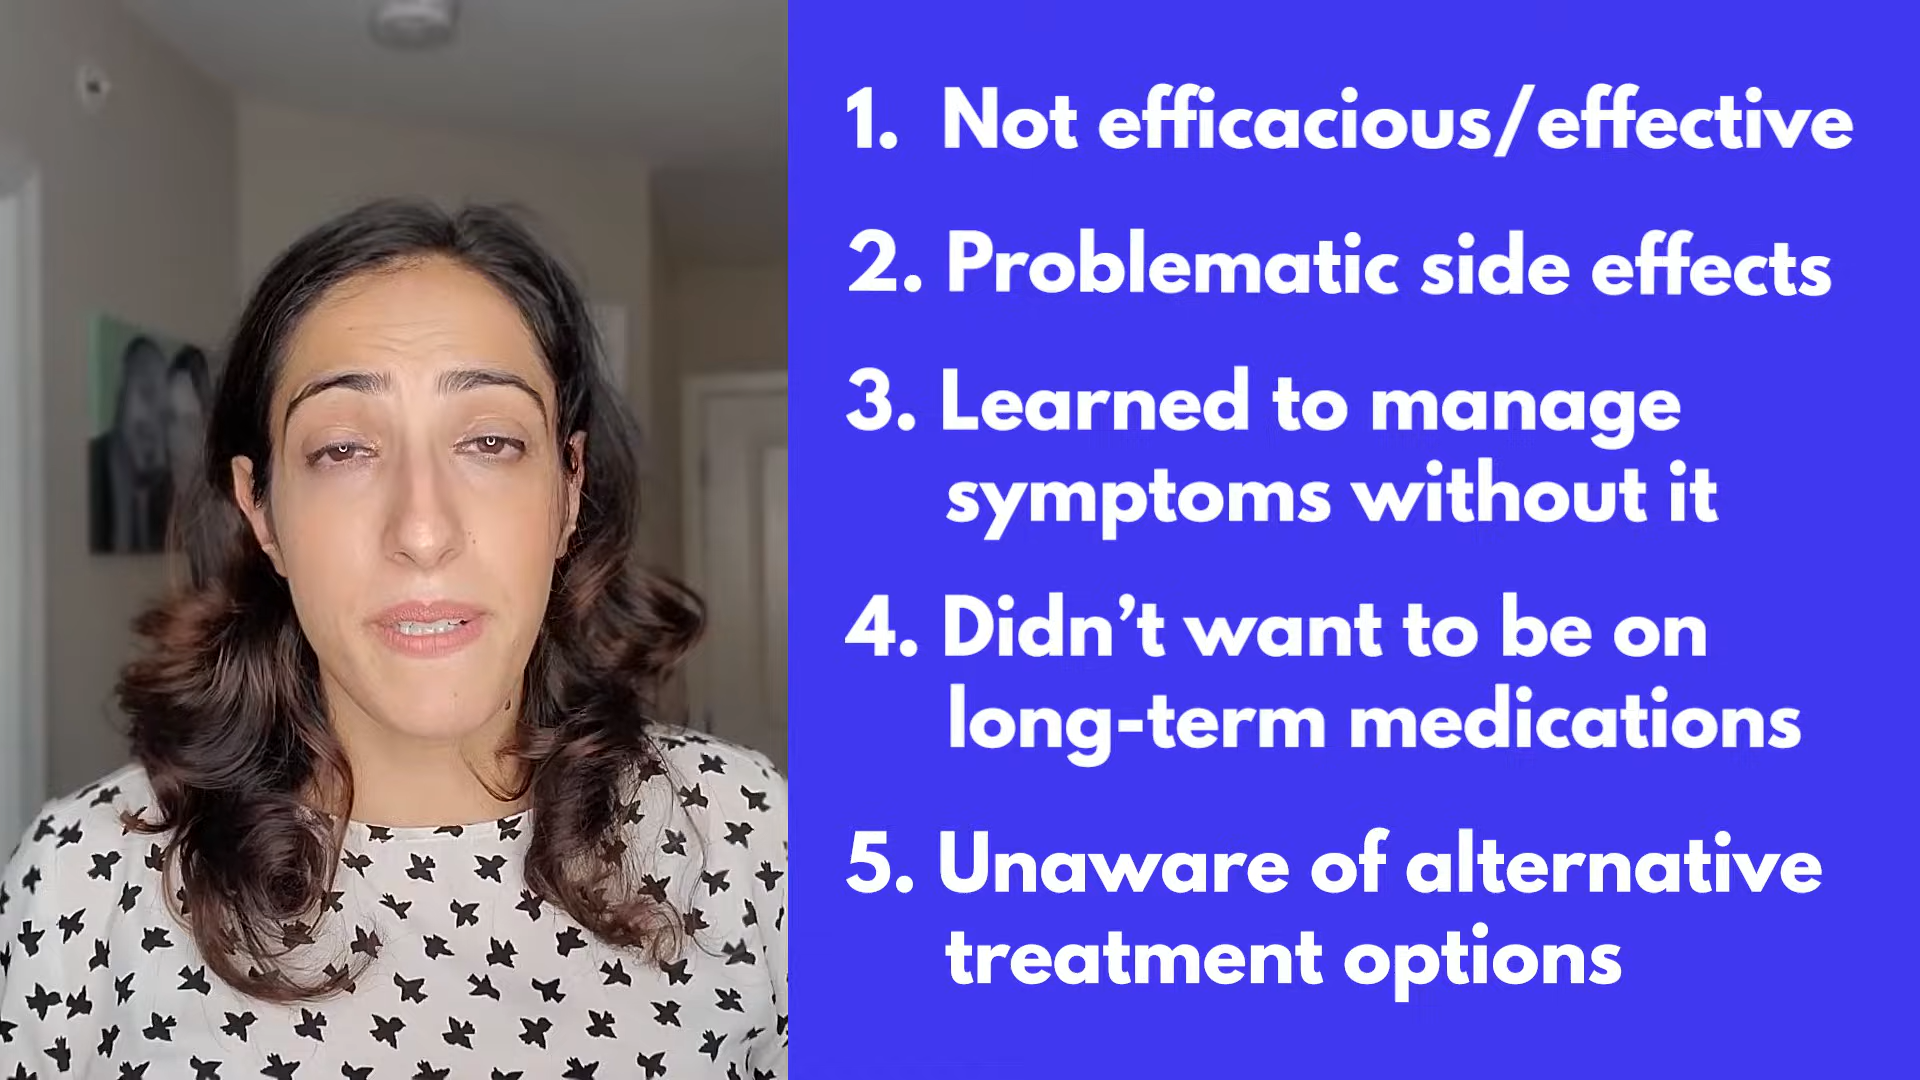 1. Not efficacious/effective
2. Problematic side effects
3. Learned to manage
symptoms without it
4. Didn’t want to be on
long-term medications
5. Unaware of alternative
treatment options